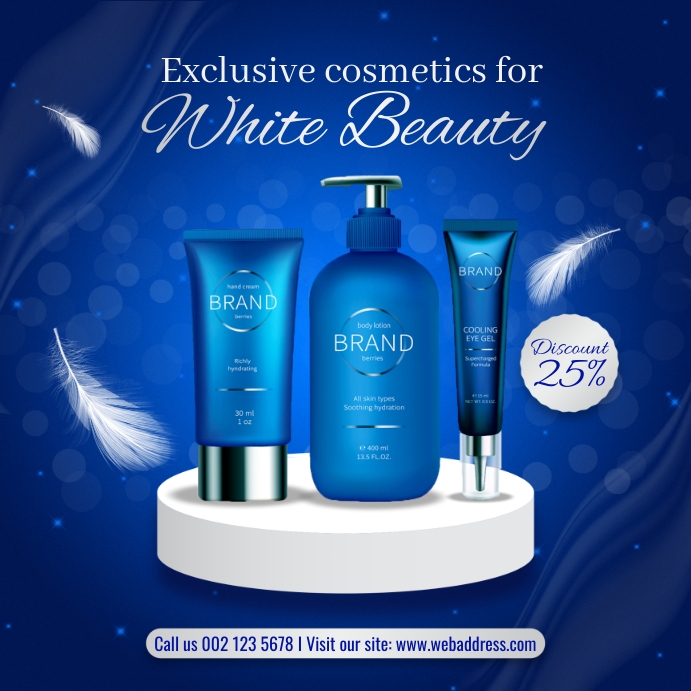 Exclusive cosmetics for
White Beauty
hand cream
BRAND
berries
Richly
hyndrating
30 ml
1 oz
body lotion
BRAND
berries
All skin types
Soothing hydration
℮ 400 ml
13.5 FL.OZ.
BRAND
COOLING
EYE GEL
Supercharged
Formula
Discount
25%
Call us 002 123 5678 | Visit our site: www.webaddress.com